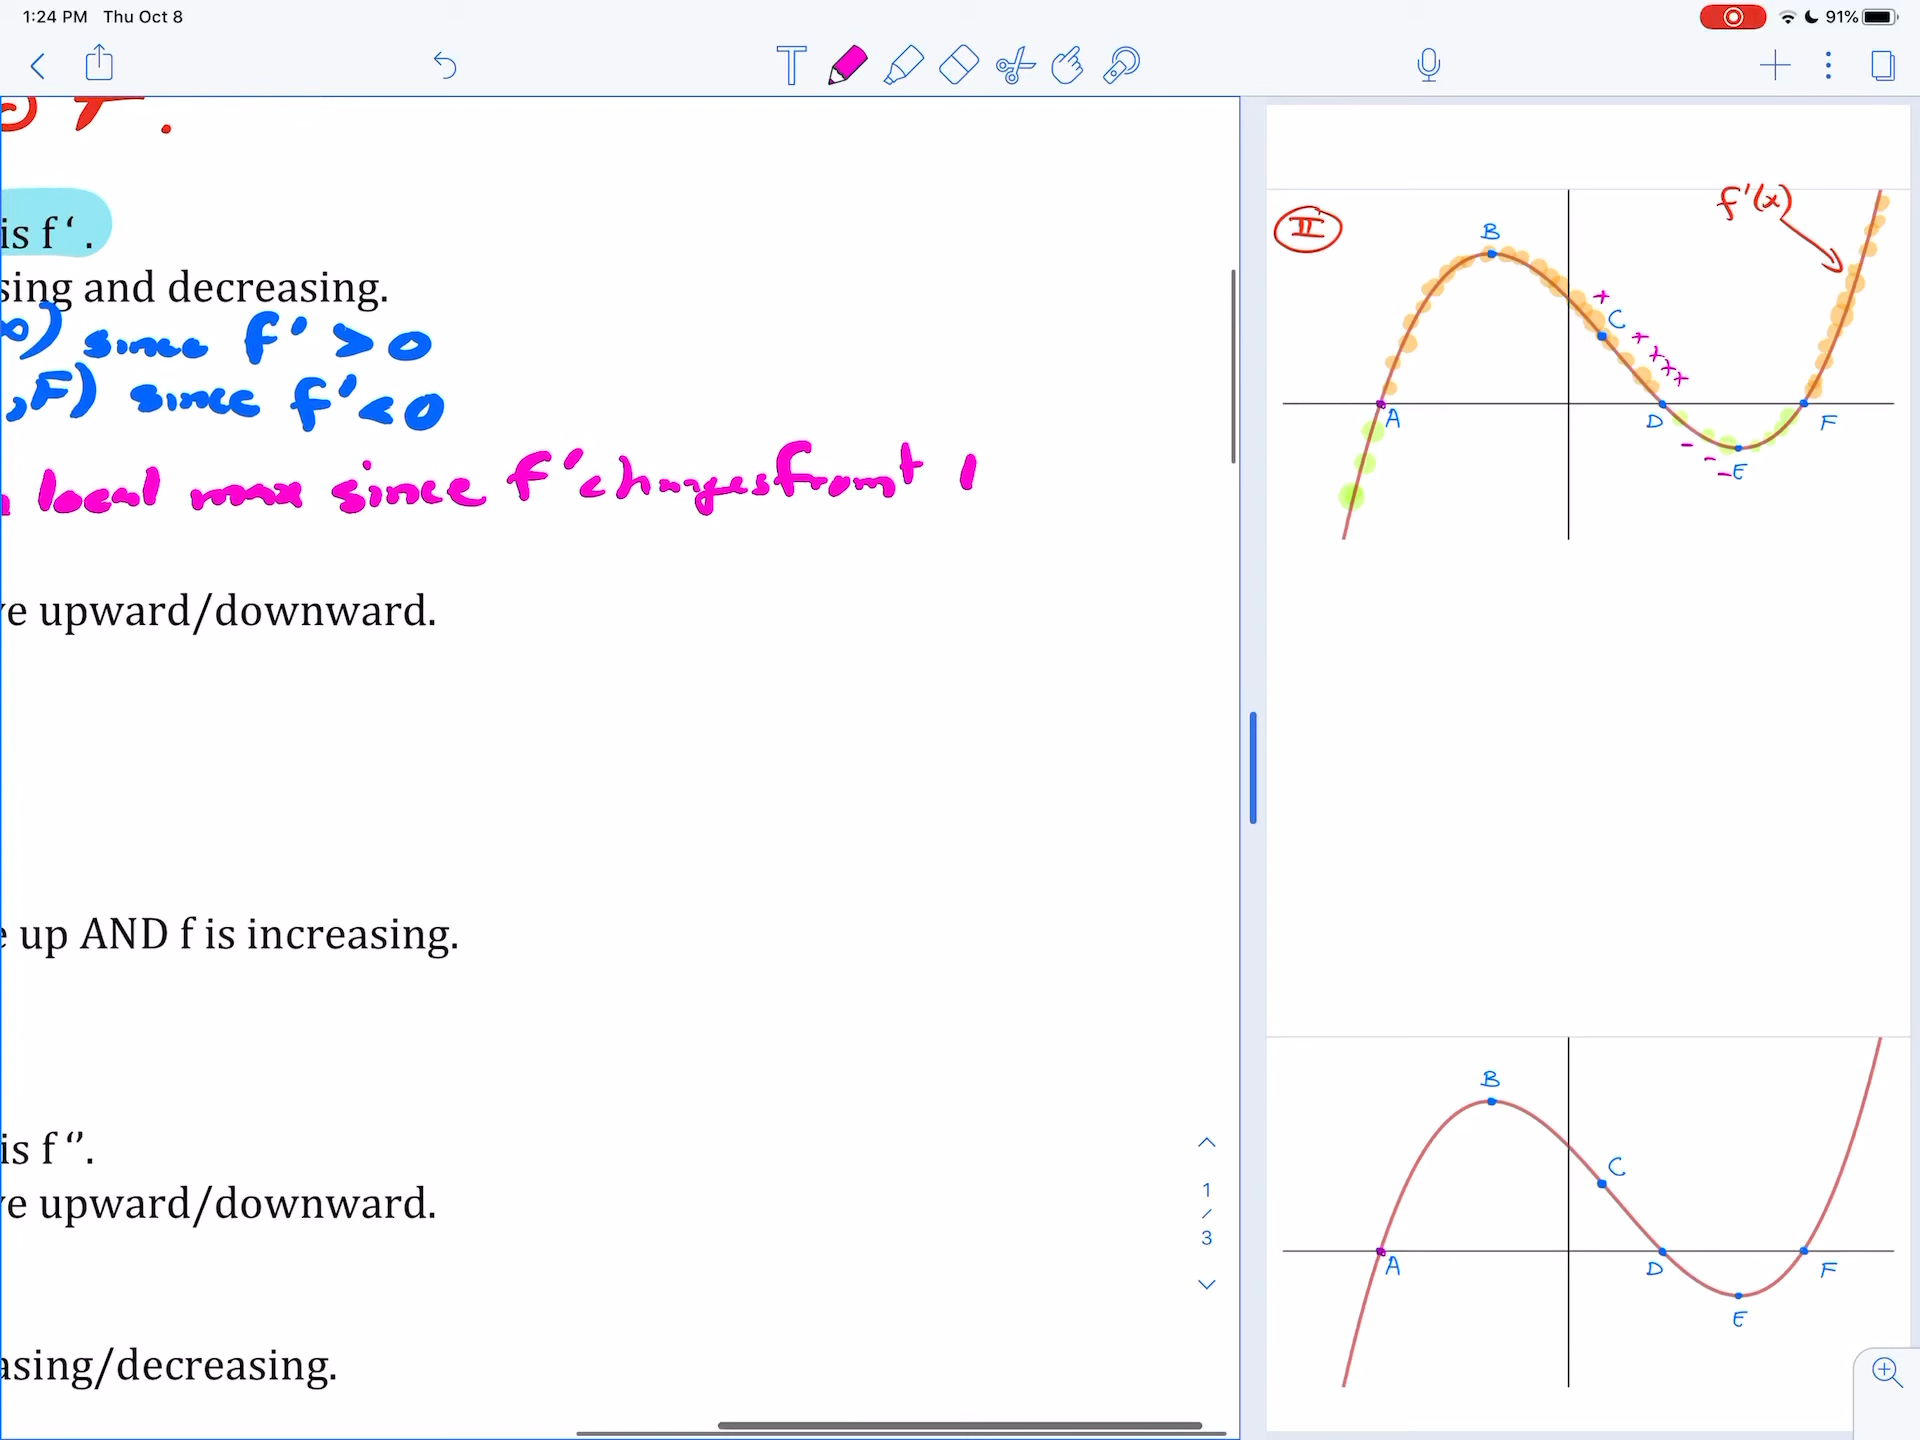 1:24 PM Thu Oct 8
91%
is f ‘ .
sing and decreasing.
∞) since f' > 0
,F) since f' < 0
local max since f' changes from +
e upward/downward.
up AND f is increasing.
is f “.
e upward/downward.
asing/decreasing.
1
/
3
II
f'(x)
B
C
A
D
E
F
B
C
A
D
E
F